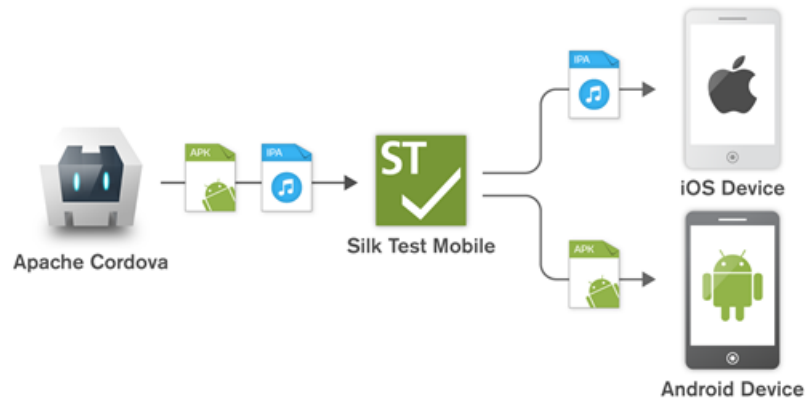 APK
IPA
ST
Apache Cordova
Silk Test Mobile
IPA
iOS Device
APK
Android Device